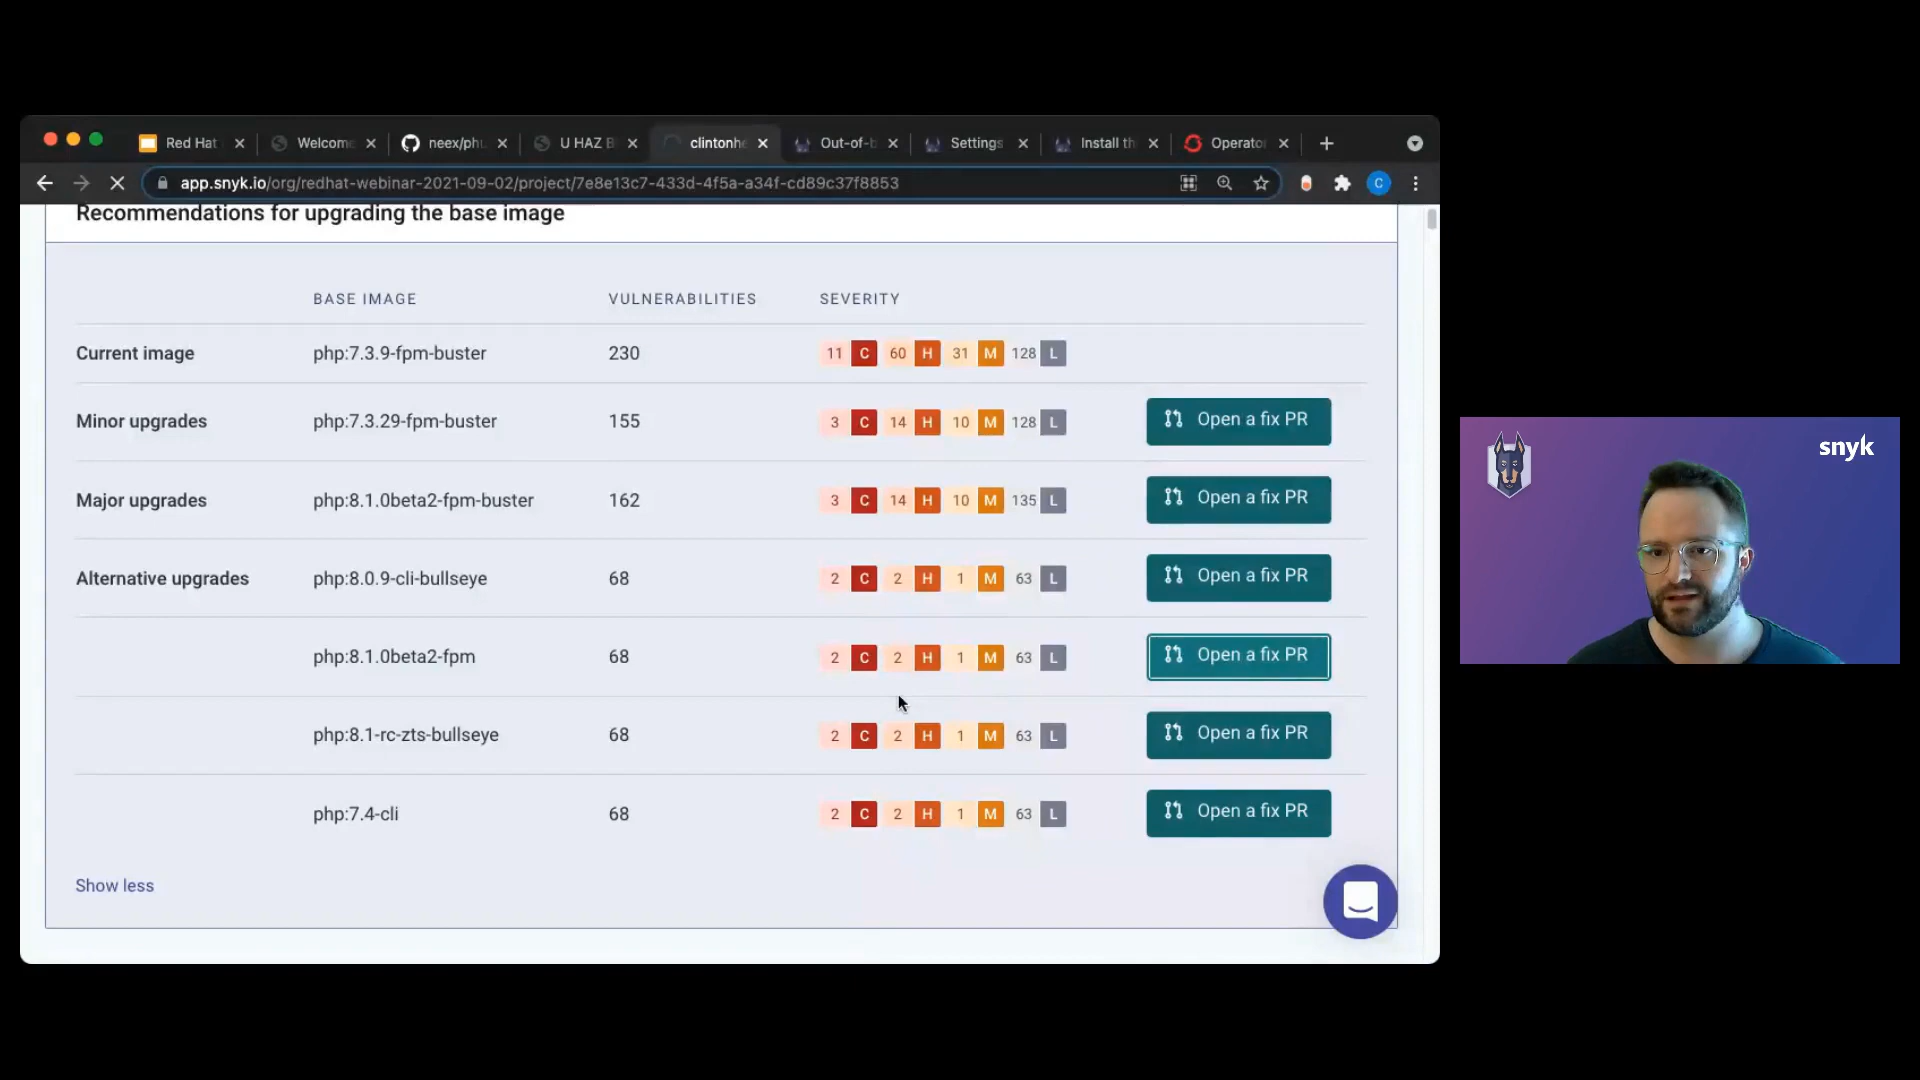 Red Hat
Welcome
neex/phu
U HAZ B
clintonhe
Out-of-b
Settings
Install th
Operator
app.snyk.io/org/redhat-webinar-2021-09-02/project/7e8e13c7-433d-4f5a-a34f-cd89c37f8853
C
Recommendations for upgrading the base image
BASE IMAGE VULNERABILITIES SEVERITY
Current image php:7.3.9-fpm-buster 230 11 C 60 H 31 M 128 L
Minor upgrades php:7.3.29-fpm-buster 155 3 C 14 H 10 M 128 L Open a fix PR
Major upgrades php:8.1.0beta2-fpm-buster 162 3 C 14 H 10 M 135 L Open a fix PR
Alternative upgrades php:8.0.9-cli-bullseye 68 2 C 2 H 1 M 63 L Open a fix PR
php:8.1.0beta2-fpm 68 2 C 2 H 1 M 63 L Open a fix PR
php:8.1-rc-zts-bullseye 68 2 C 2 H 1 M 63 L Open a fix PR
php:7.4-cli 68 2 C 2 H 1 M 63 L Open a fix PR
Show less
snyk